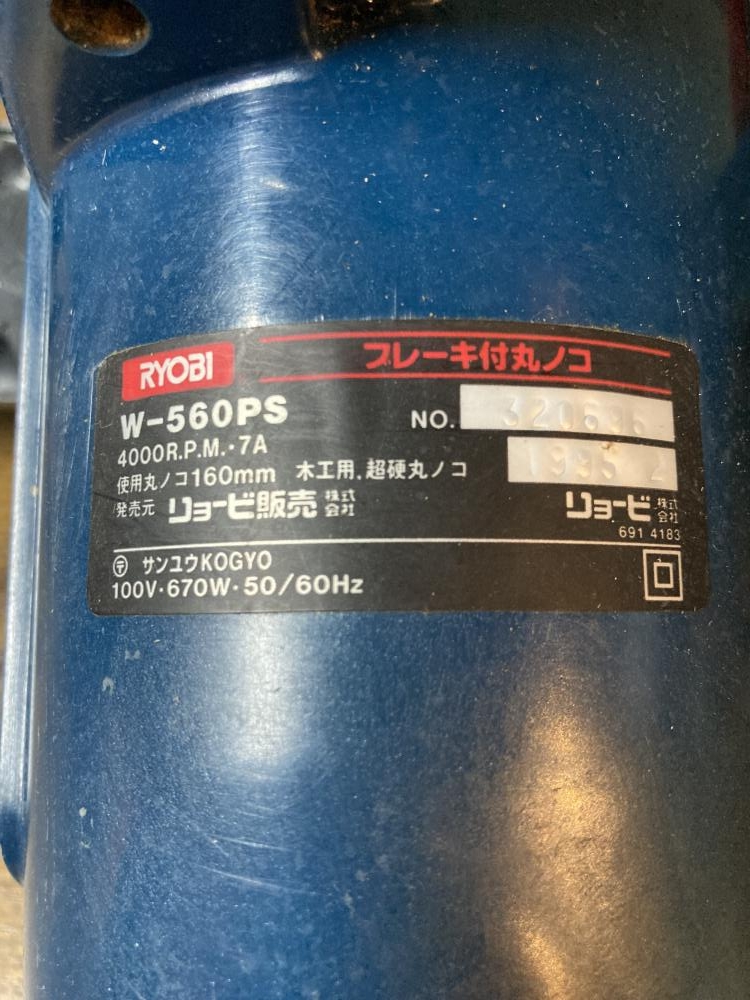 RYOBI ブレーキ付丸ノコ
W-560PS NO.
4000R.P.M.・7A
使用丸ノコ160mm 木工用,超硬丸ノコ
発売元 リョービ販売株式会社 リョービ株式会社
691 4183
〶 サンユウKOGYO
100V・670W・50/60Hz